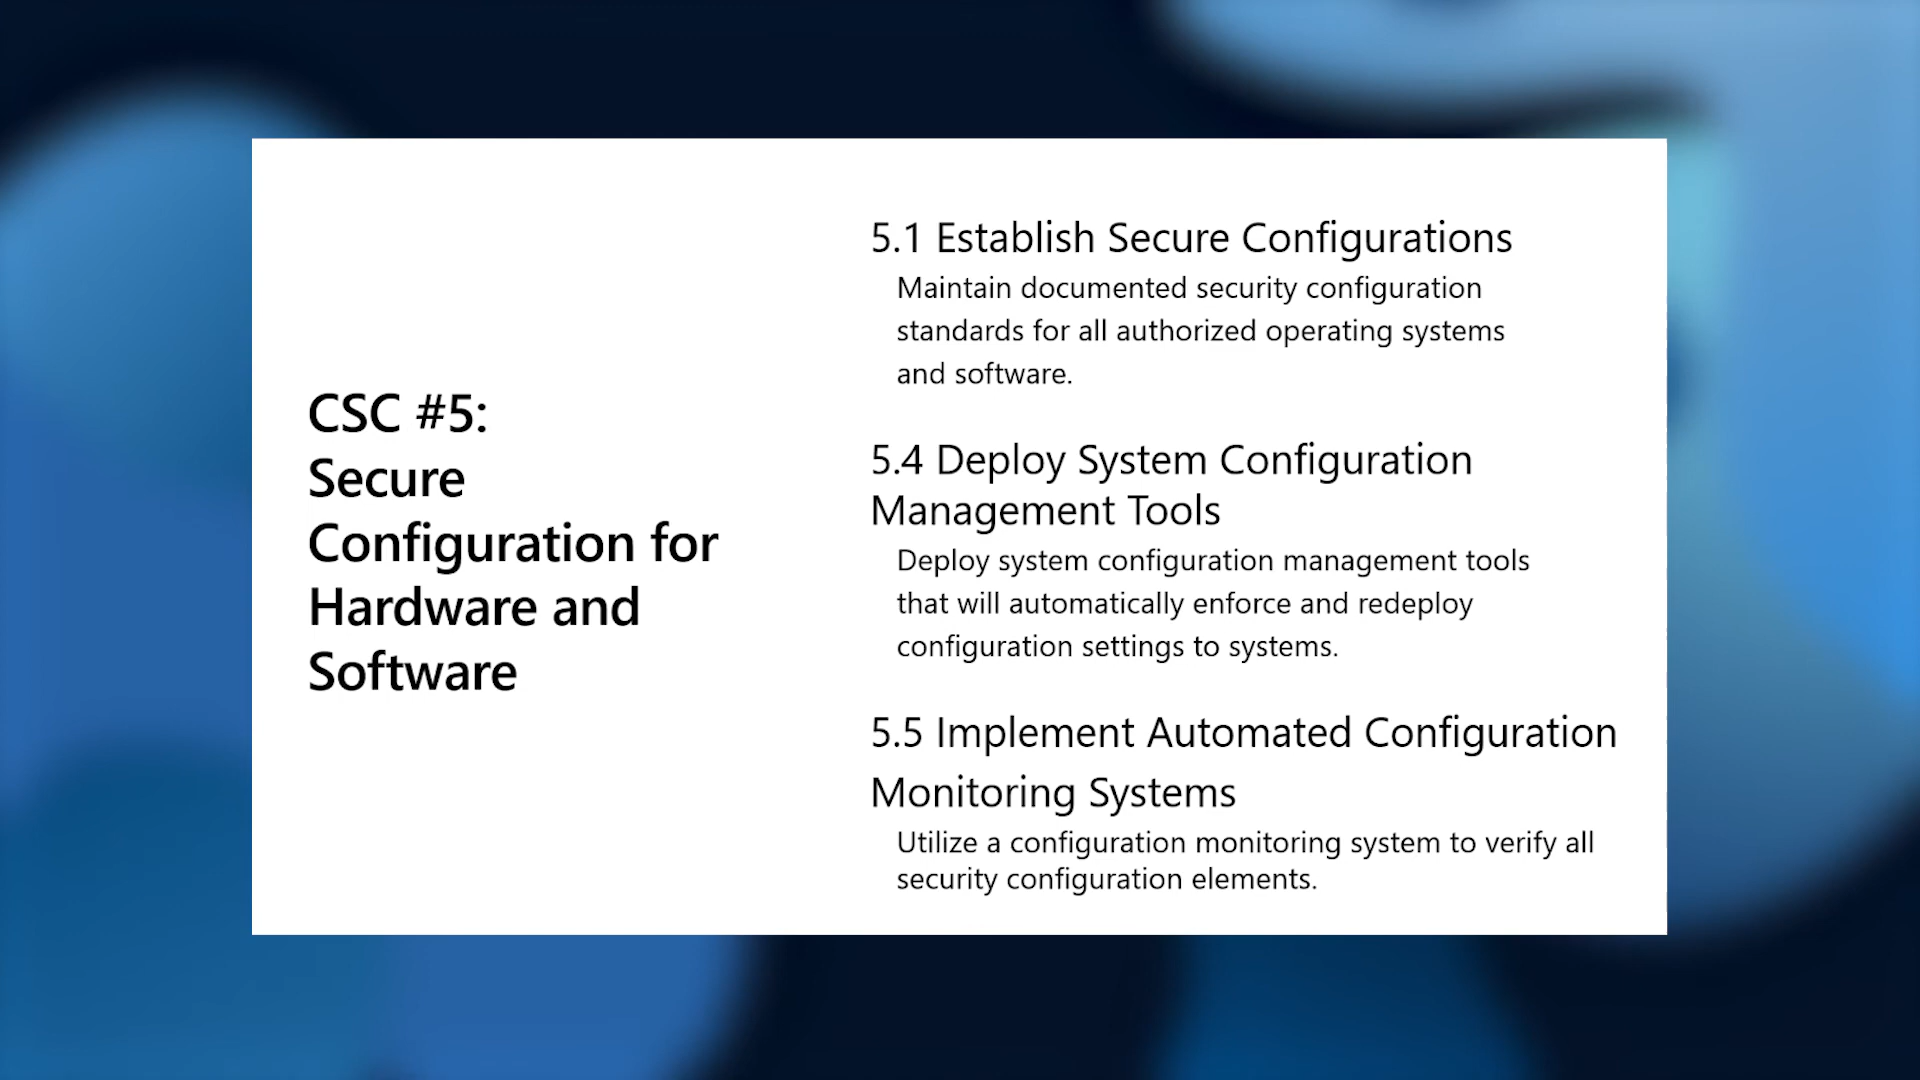 CSC #5:
Secure
Configuration for
Hardware and
Software
5.1 Establish Secure Configurations
Maintain documented security configuration
standards for all authorized operating systems
and software.
5.4 Deploy System Configuration
Management Tools
Deploy system configuration management tools
that will automatically enforce and redeploy
configuration settings to systems.
5.5 Implement Automated Configuration
Monitoring Systems
Utilize a configuration monitoring system to verify all
security configuration elements.